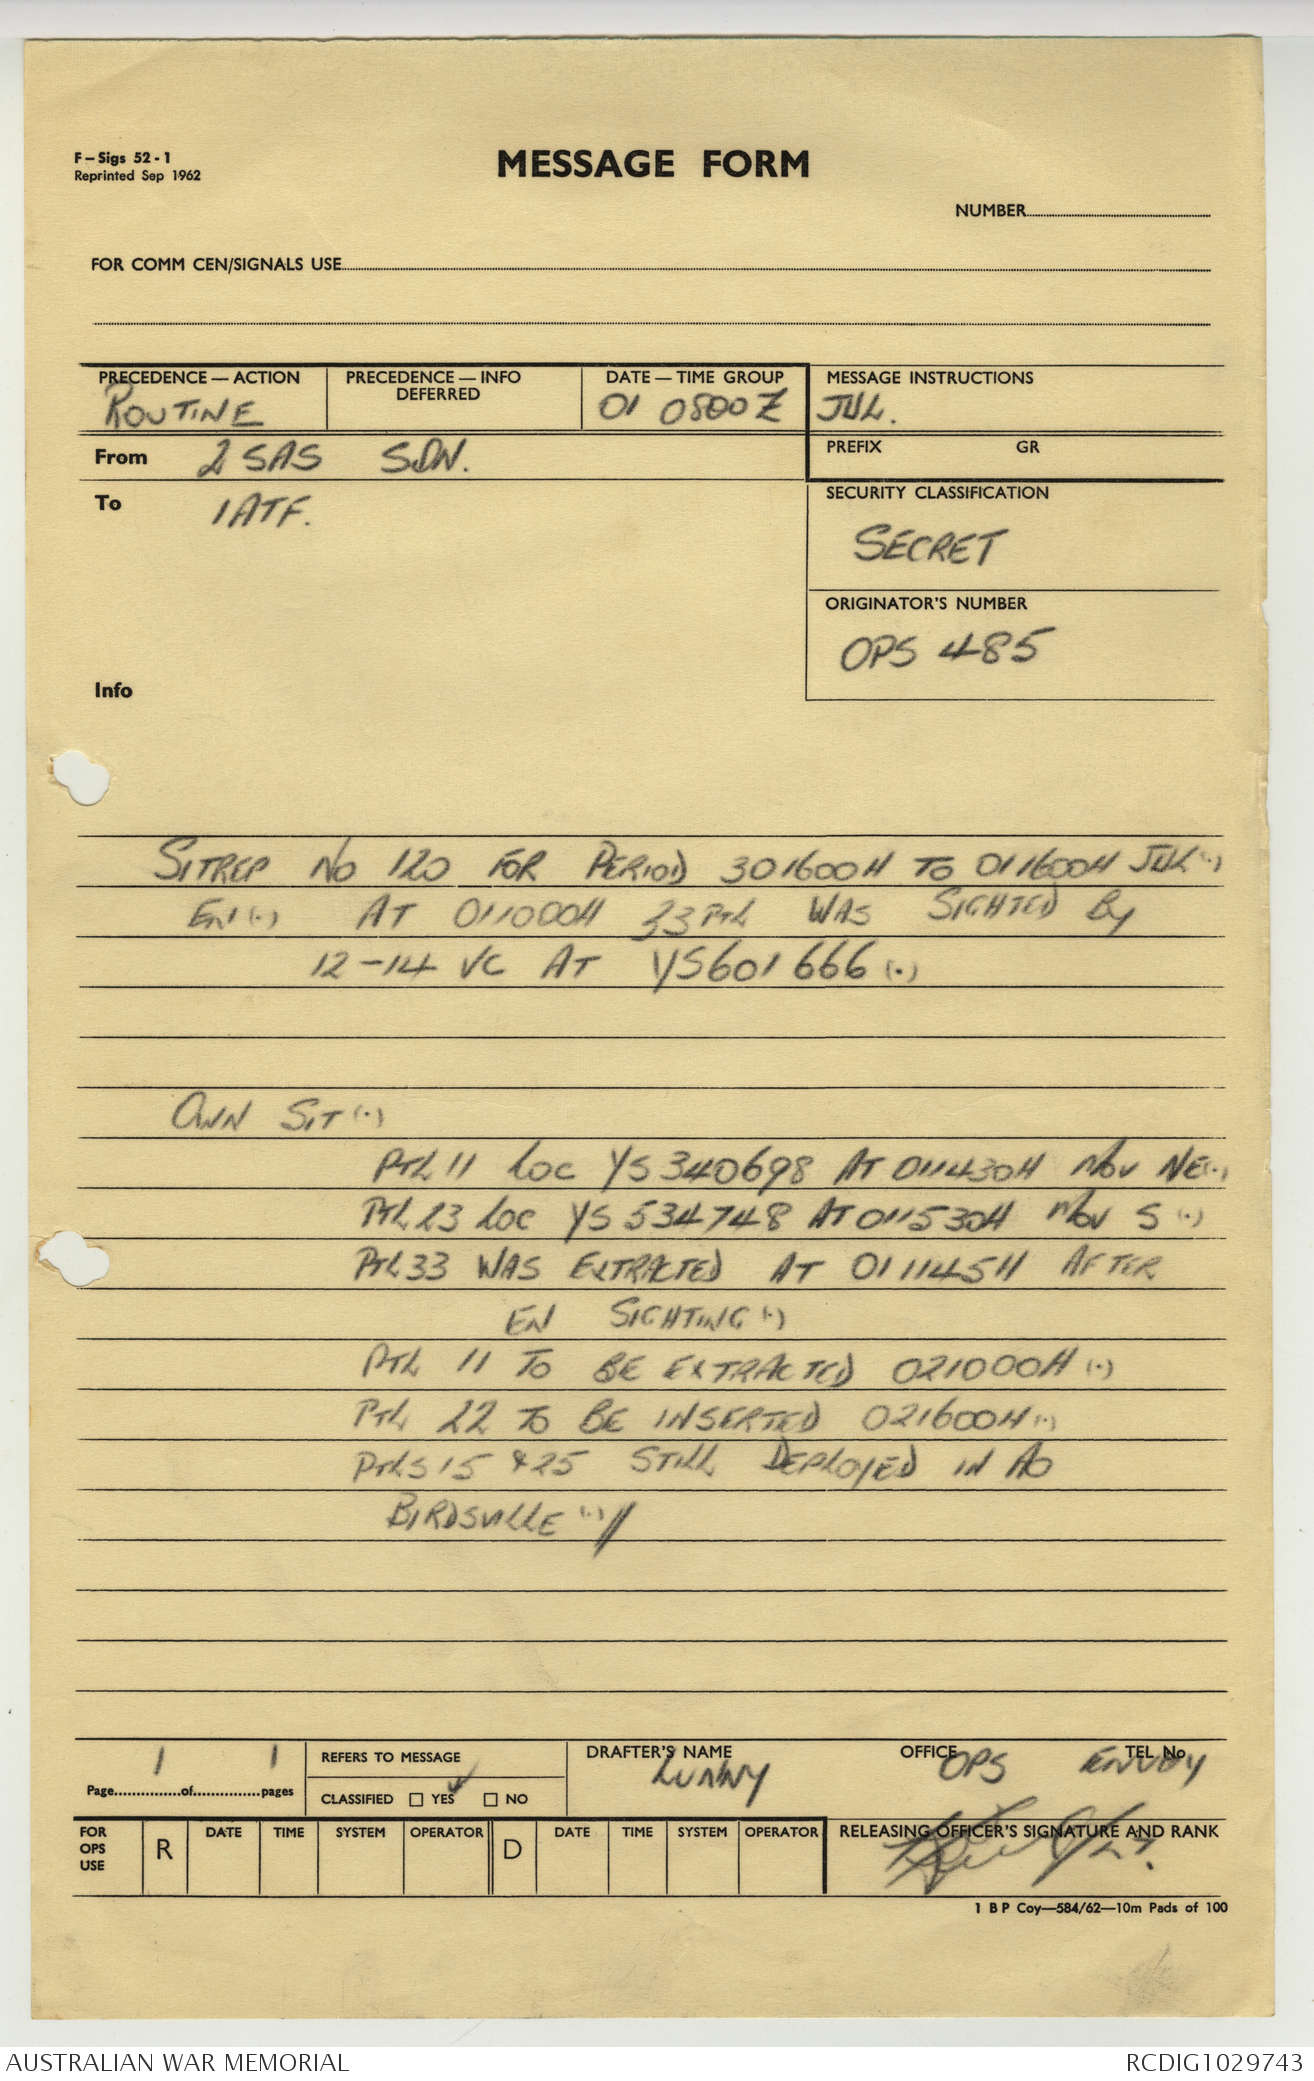 F-Sigs 52-1
Reprinted Sep 1962
MESSAGE FORM
NUMBER
FOR COMM CEN/SIGNALS USE
PRECEDENCE — ACTION
ROUTINE
PRECEDENCE — INFO
DEFERRED
DATE — TIME GROUP
01 0800Z
MESSAGE INSTRUCTIONS
JUL.
From 2 SAS SQN.
PREFIX GR
To 1 ATF.
SECURITY CLASSIFICATION
SECRET
ORIGINATOR'S NUMBER
OPS 485
Info
SITREP NO 120 FOR PERIOD 301600H TO 011600H JUL (.)
EN (.) AT 011000H 33 PTL WAS SIGHTED BY
12-14 VC AT YS601666 (.)
OWN SIT (.)
PTL 11 LOC YS340698 AT 011430H MOV NE (.)
PTL 23 LOC YS534748 AT 011530H MOV S (.)
PTL 33 WAS EXTRACTED AT 011145H AFTER
EN SIGHTING (.)
PTL 11 TO BE EXTRACTED 021000H (.)
PTL 22 TO BE INSERTED 021600H (.)
PTLS 15 & 25 STILL DEPLOYED IN AO
BIRDSVILLE (.) //
Page 1 of 1 pages
REFERS TO MESSAGE
CLASSIFIED □ YES ✓ □ NO
DRAFTER'S NAME
LUNNY
OFFICE
OPS
TEL No
ENVOY
FOR OPS USE
R DATE TIME SYSTEM OPERATOR D DATE TIME SYSTEM OPERATOR
RELEASING OFFICER'S SIGNATURE AND RANK
LT.
1 B P Coy—584/62—10m Pads of 100
AUSTRALIAN WAR MEMORIAL
RCDIG1029743